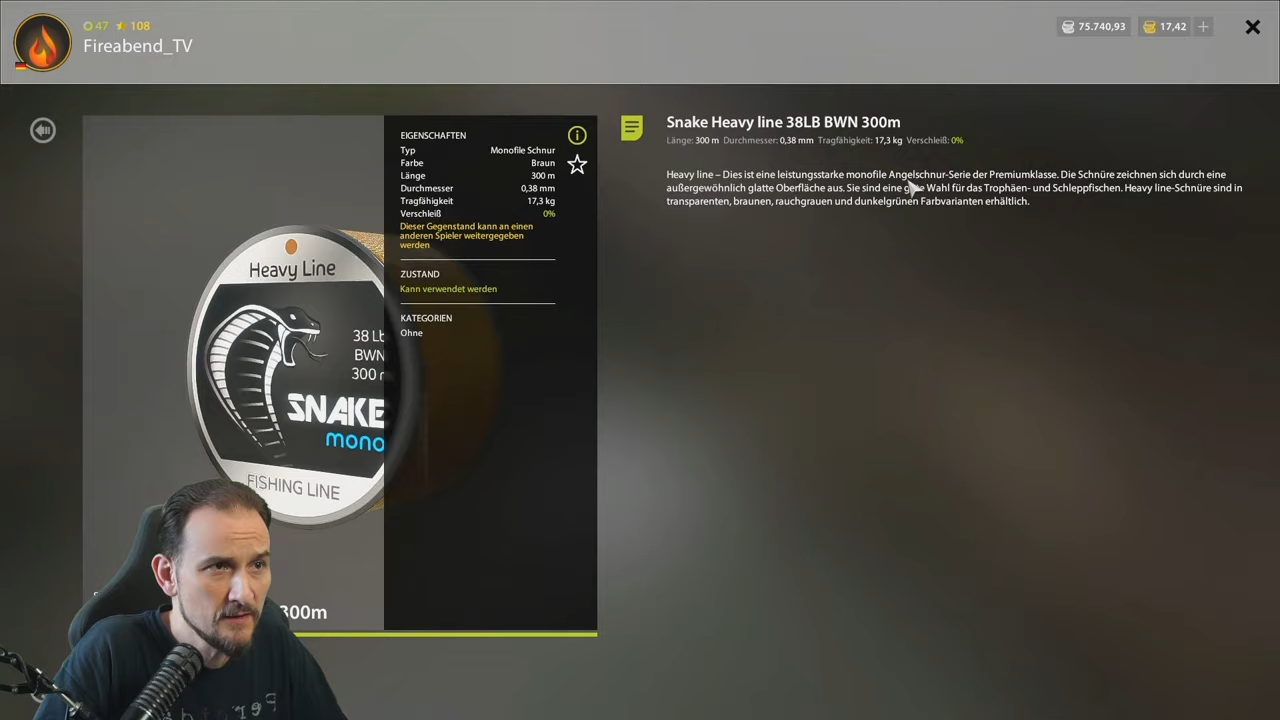 47 108
Fireabend_TV
75.740,93 17,42
Snake Heavy line 38LB BWN 300m
Länge: 300 m Durchmesser: 0,38 mm Tragfähigkeit: 17,3 kg Verschleiß: 0%
Heavy line – Dies ist eine leistungsstarke monofile Angelschnur-Serie der Premiumklasse. Die Schnüre zeichnen sich durch eine
außergewöhnlich glatte Oberfläche aus. Sie sind eine Wahl für das Trophäen- und Schleppfischen. Heavy line-Schnüre sind in
transparenten, braunen, rauchgrauen und dunkelgrünen Farbvarianten erhältlich.
EIGENSCHAFTEN
Typ Monofile Schnur
Farbe Braun
Länge 300 m
Durchmesser 0,38 mm
Tragfähigkeit 17,3 kg
Verschleiß 0%
Dieser Gegenstand kann an einen
anderen Spieler weitergegeben
werden
ZUSTAND
Kann verwendet werden
KATEGORIEN
Ohne
Heavy Line
38 Lb
BWN
300
SNAKE
mono
FISHING LINE
300m